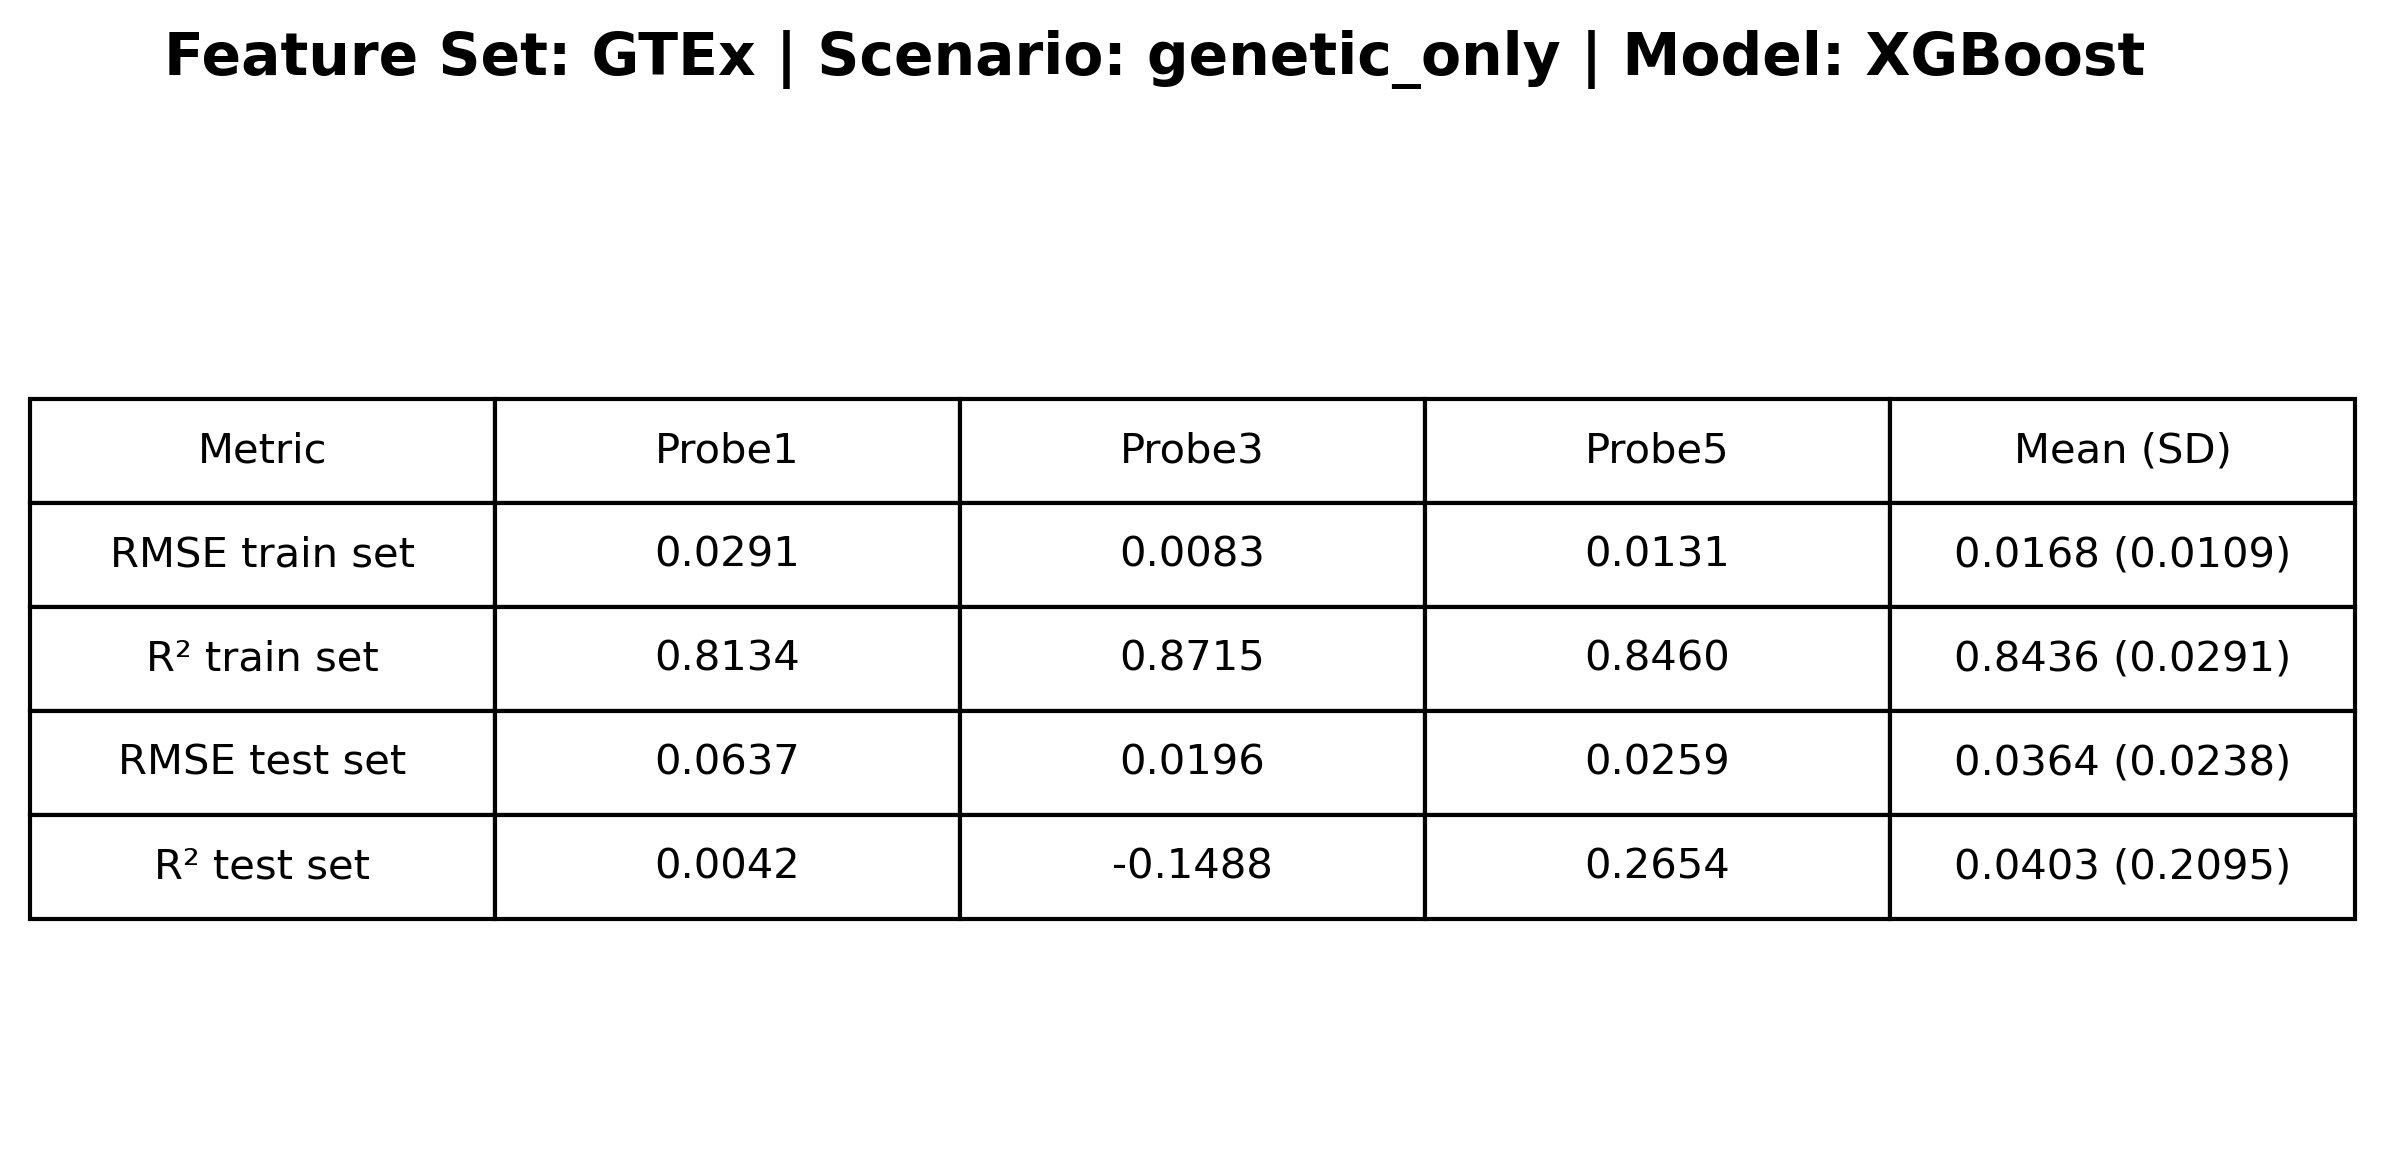 Feature Set: GTEx | Scenario: genetic_only | Model: XGBoost
Metric Probe1 Probe3 Probe5 Mean (SD)
RMSE train set 0.0291 0.0083 0.0131 0.0168 (0.0109)
R² train set 0.8134 0.8715 0.8460 0.8436 (0.0291)
RMSE test set 0.0637 0.0196 0.0259 0.0364 (0.0238)
R² test set 0.0042 -0.1488 0.2654 0.0403 (0.2095)